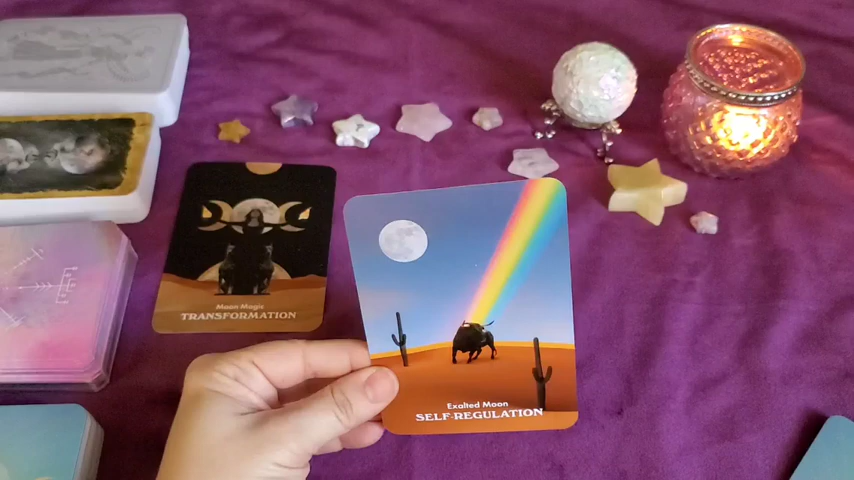 Moon Magic
TRANSFORMATION
Exalted Moon
SELF-REGULATION